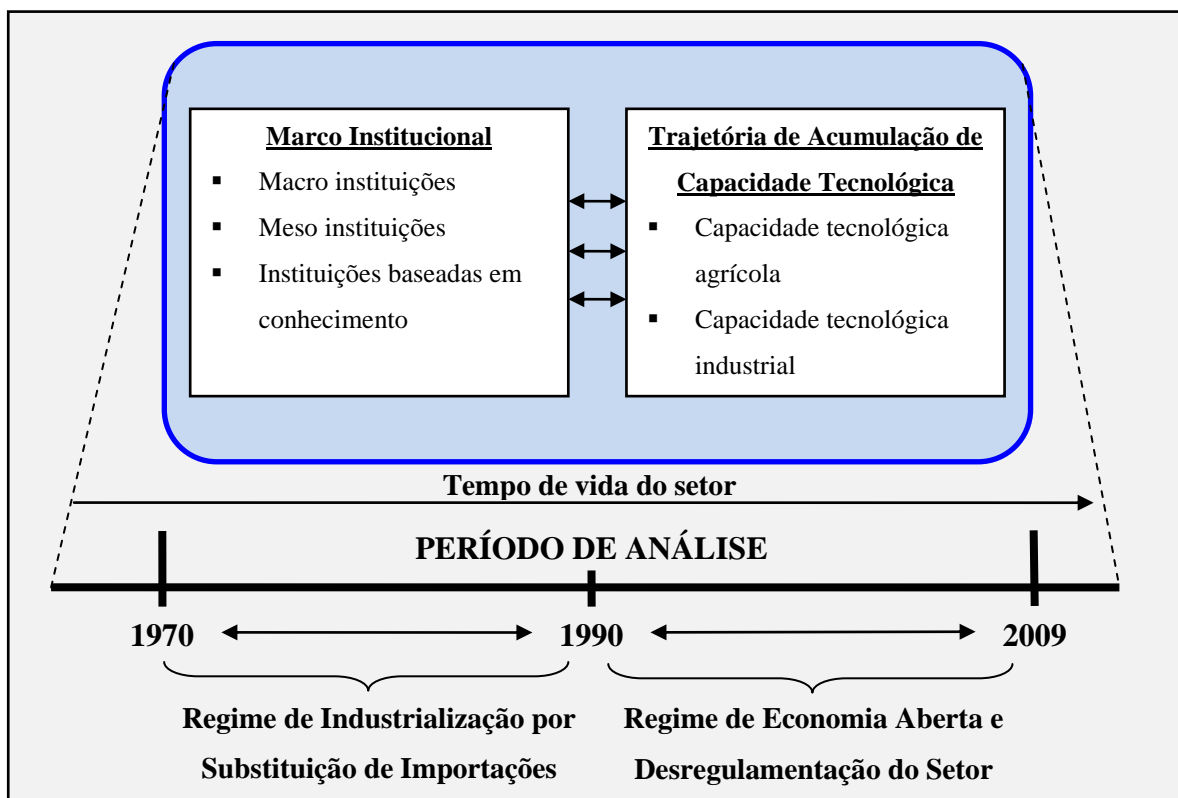 Marco Institucional
▪ Macro instituições
▪ Meso instituições
▪ Instituições baseadas em
conhecimento
Trajetória de Acumulação de
Capacidade Tecnológica
▪ Capacidade tecnológica
agrícola
▪ Capacidade tecnológica
industrial
Tempo de vida do setor
PERÍODO DE ANÁLISE
1970 1990 2009
Regime de Industrialização por
Substituição de Importações
Regime de Economia Aberta e
Desregulamentação do Setor